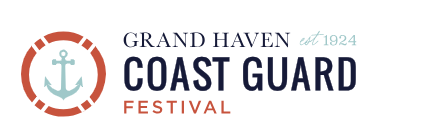 GRAND HAVEN est 1924
COAST GUARD
FESTIVAL